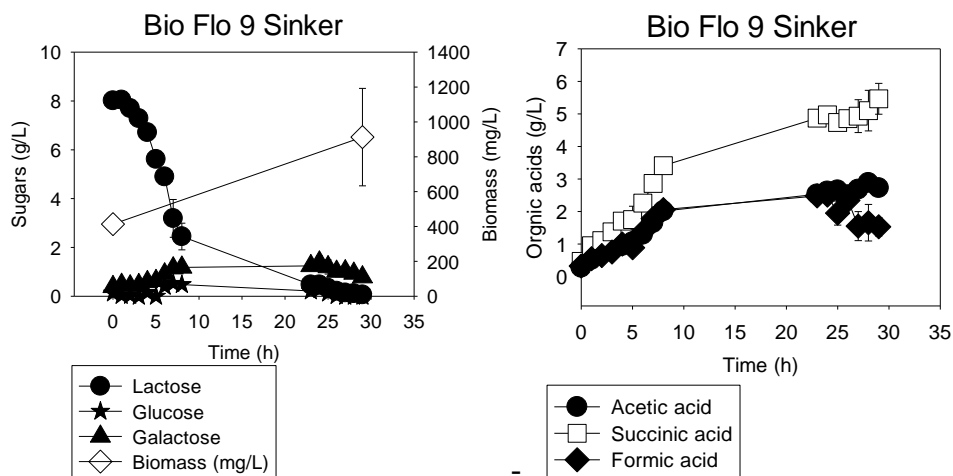 Bio Flo 9 Sinker
10
8
6
4
2
0
Sugars (g/L)
1400
1200
1000
800
600
400
200
0
Biomass (mg/L)
0 5 10 15 20 25 30 35
Time (h)
Lactose
Glucose
Galactose
Biomass (mg/L)
Bio Flo 9 Sinker
7
6
5
4
3
2
1
0
Orgnic acids (g/L)
0 5 10 15 20 25 30 35
Time (h)
Acetic acid
Succinic acid
Formic acid
-